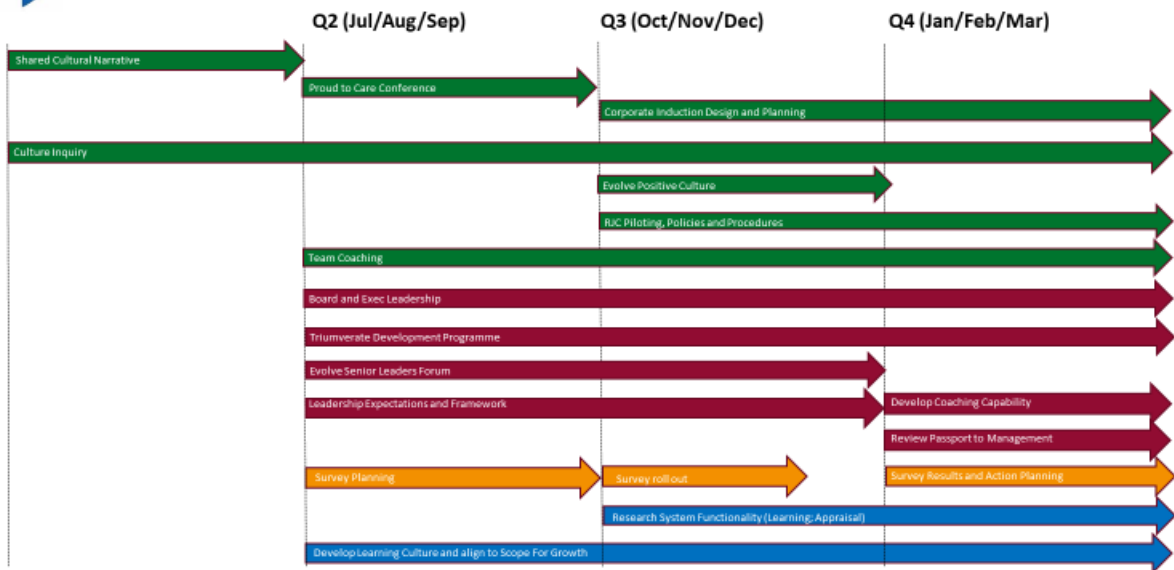 Q2 (Jul/Aug/Sep) Q3 (Oct/Nov/Dec) Q4 (Jan/Feb/Mar)
Shared Cultural Narrative
Proud to Care Conference
Corporate Induction Design and Planning
Culture Inquiry
Evolve Positive Culture
RJC Piloting, Policies and Procedures
Team Coaching
Board and Exec Leadership
Triumverate Development Programme
Evolve Senior Leaders Forum
Leadership Expectations and Framework
Develop Coaching Capability
Review Passport to Management
Survey Planning
Survey roll out
Survey Results and Action Planning
Research System Functionality (Learning; Appraisal)
Develop Learning Culture and align to Scope For Growth